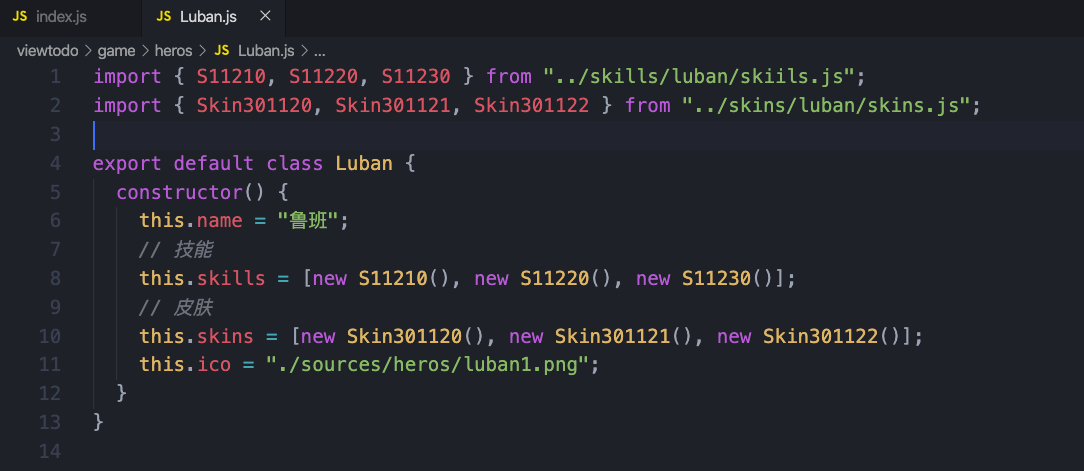 JS index.js JS Luban.js ×
viewtodo > game > heros > JS Luban.js > ...
1 import { S11210, S11220, S11230 } from "../skills/luban/skiils.js";
2 import { Skin301120, Skin301121, Skin301122 } from "../skins/luban/skins.js";
3
4 export default class Luban {
5 constructor() {
6 this.name = "鲁班";
7 // 技能
8 this.skills = [new S11210(), new S11220(), new S11230()];
9 // 皮肤
10 this.skins = [new Skin301120(), new Skin301121(), new Skin301122()];
11 this.ico = "./sources/heros/luban1.png";
12 }
13 }
14